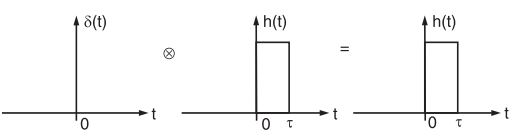 δ(t) h(t) h(t)
⊗ =
t t t
0 0 τ 0 τ